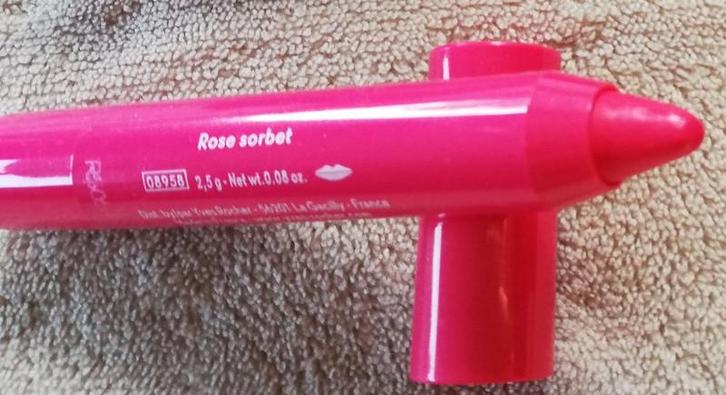 Rose sorbet
08958 2,5 g - Net wt. 0.08 oz.
Dist. by/par Yves Rocher - 56201 La Gacilly - France